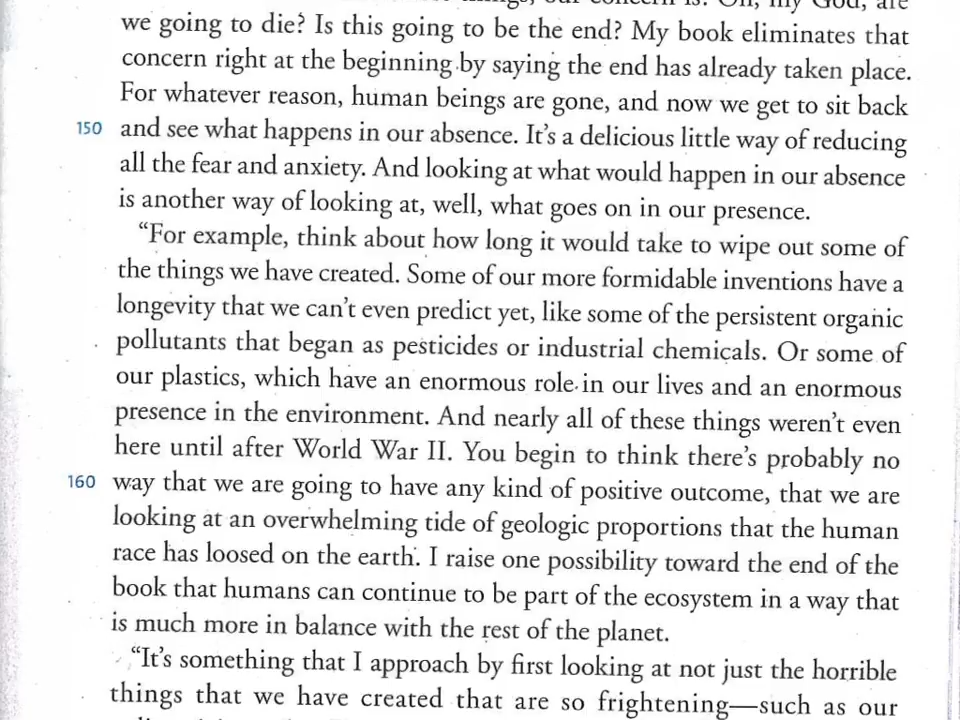 our concern is: Oh, my God, are
we going to die? Is this going to be the end? My book eliminates that
concern right at the beginning by saying the end has already taken place.
For whatever reason, human beings are gone, and now we get to sit back
150 and see what happens in our absence. It's a delicious little way of reducing
all the fear and anxiety. And looking at what would happen in our absence
is another way of looking at, well, what goes on in our presence.
"For example, think about how long it would take to wipe out some of
the things we have created. Some of our more formidable inventions have a
longevity that we can't even predict yet, like some of the persistent organic
pollutants that began as pesticides or industrial chemicals. Or some of
our plastics, which have an enormous role in our lives and an enormous
presence in the environment. And nearly all of these things weren't even
here until after World War II. You begin to think there's probably no
160 way that we are going to have any kind of positive outcome, that we are
looking at an overwhelming tide of geologic proportions that the human
race has loosed on the earth. I raise one possibility toward the end of the
book that humans can continue to be part of the ecosystem in a way that
is much more in balance with the rest of the planet.
"It's something that I approach by first looking at not just the horrible
things that we have created that are so frightening—such as our